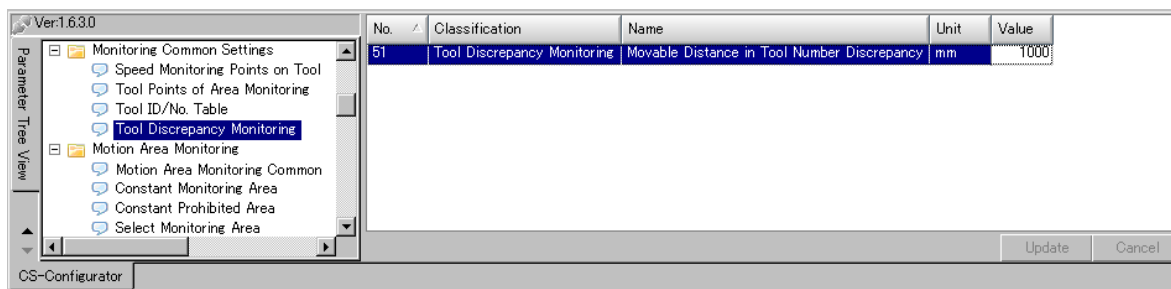 Ver:1.6.3.0
Parameter Tree View
Monitoring Common Settings
Speed Monitoring Points on Tool
Tool Points of Area Monitoring
Tool ID/No. Table
Tool Discrepancy Monitoring
Motion Area Monitoring
Motion Area Monitoring Common
Constant Monitoring Area
Constant Prohibited Area
Select Monitoring Area
No. Classification Name Unit Value
51 Tool Discrepancy Monitoring Movable Distance in Tool Number Discrepancy mm 1000
Update Cancel
CS-Configurator